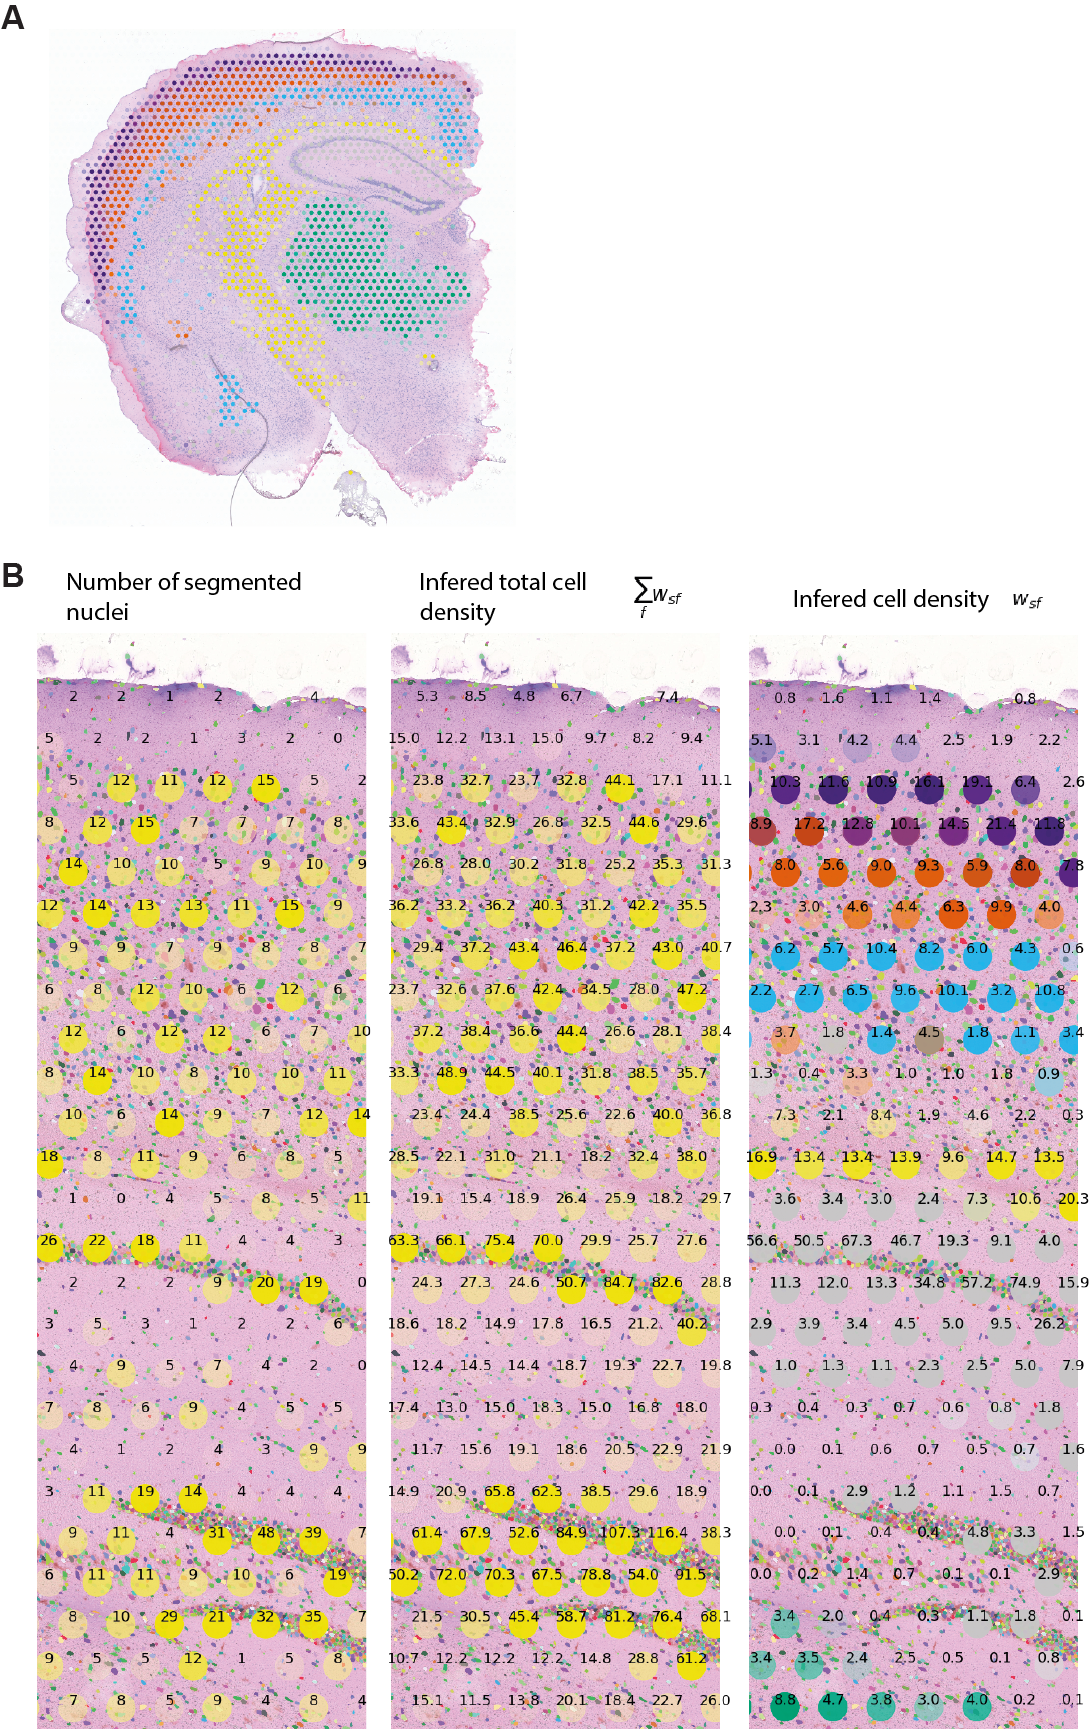 A
B
Number of segmented
nuclei
Infered total cell
density
∑ w_sf
f
Infered cell density w_sf
2 2 1 2 4
5 2 2 1 3 2 0
5 12 11 12 15 5 2
8 12 15 7 7 7 8
14 10 10 5 9 10 9
12 14 13 13 11 15 9
9 9 7 9 8 8 7
6 8 12 10 6 12 6
12 6 12 12 6 7 10
8 14 10 8 10 10 11
10 6 14 9 7 12 14
18 8 11 9 6 8 5
1 0 4 5 8 5 11
26 22 18 11 4 4 3
2 2 2 9 20 19 0
3 5 3 1 2 2 6
4 9 5 7 4 2 0
7 8 6 9 4 5 5
4 1 2 4 3 9 9
3 11 19 14 4 4 4
9 11 4 31 48 39 7
6 11 11 9 10 6 19
8 10 29 21 32 35 7
9 5 5 12 1 5 8
7 8 5 9 4 8 4
5.3 8.5 4.8 6.7 7.4
15.0 12.2 13.1 15.0 9.7 8.2 9.4
23.8 32.7 23.7 32.8 44.1 17.1 11.1
33.6 43.4 32.9 26.8 32.5 44.6 29.6
26.8 28.0 30.2 31.8 25.2 35.3 31.3
36.2 33.2 36.2 40.3 31.2 42.2 35.5
29.4 37.2 43.4 46.4 37.2 43.0 40.7
23.7 32.6 37.6 42.4 34.5 28.0 47.2
37.2 38.4 36.6 44.4 26.6 28.1 38.4
33.3 48.9 44.5 40.1 31.8 38.5 35.7
23.4 24.4 38.5 25.6 22.6 40.0 36.8
28.5 22.1 31.0 21.1 18.2 32.4 38.0
19.1 15.4 18.9 26.4 25.9 18.2 29.7
63.3 66.1 75.4 70.0 29.9 25.7 27.6
24.3 27.3 24.6 50.7 84.7 82.6 28.8
18.6 18.2 14.9 17.8 16.5 21.2 40.2
12.4 14.5 14.4 18.7 19.3 22.7 19.8
17.4 13.0 15.0 18.3 15.0 16.8 18.0
11.7 15.6 19.1 18.6 20.5 22.9 21.9
14.9 20.9 65.8 62.3 38.5 29.6 18.9
61.4 67.9 52.6 84.9 107.3 116.4 38.3
50.2 72.0 70.3 67.5 78.8 54.0 91.5
21.5 30.5 45.4 58.7 81.2 76.4 68.1
10.7 12.2 12.2 12.2 14.8 28.8 61.2
15.1 11.5 13.8 20.1 18.4 22.7 26.0
0.8 1.6 1.1 1.4 0.8
5.1 3.1 4.2 4.4 2.5 1.9 2.2
10.3 11.6 10.9 16.1 19.1 6.4 2.6
8.9 17.2 12.8 10.1 14.5 21.4 11.8
8.0 5.6 9.0 9.3 5.9 8.0 7.8
2.3 3.0 4.6 4.4 6.3 9.9 4.0
6.2 5.7 10.4 8.2 6.0 4.3 0.6
2.2 2.7 6.5 9.6 10.1 3.2 10.8
3.7 1.8 1.4 4.5 1.8 1.1 3.4
1.3 0.4 3.3 1.0 1.0 1.8 0.9
7.3 2.1 8.4 1.9 4.6 2.2 0.3
16.9 13.4 13.4 13.9 9.6 14.7 13.5
3.6 3.4 3.0 2.4 7.3 10.6 20.3
56.6 50.5 67.3 46.7 19.3 9.1 4.0
11.3 12.0 13.3 34.8 57.2 74.9 15.9
2.9 3.9 3.4 4.5 5.0 9.5 26.2
1.0 1.3 1.1 2.3 2.5 5.0 7.9
0.3 0.4 0.3 0.7 0.6 0.8 1.8
0.0 0.1 0.6 0.7 0.5 0.7 1.6
0.0 0.1 2.9 1.2 1.1 1.5 0.7
0.0 0.1 0.4 0.4 4.8 3.3 1.5
0.0 0.2 1.4 0.7 0.1 0.1 2.9
3.4 2.0 0.4 0.3 1.1 1.8 0.1
3.4 3.5 2.4 2.5 0.5 0.1 0.8
8.8 4.7 3.8 3.0 4.0 0.2 0.1